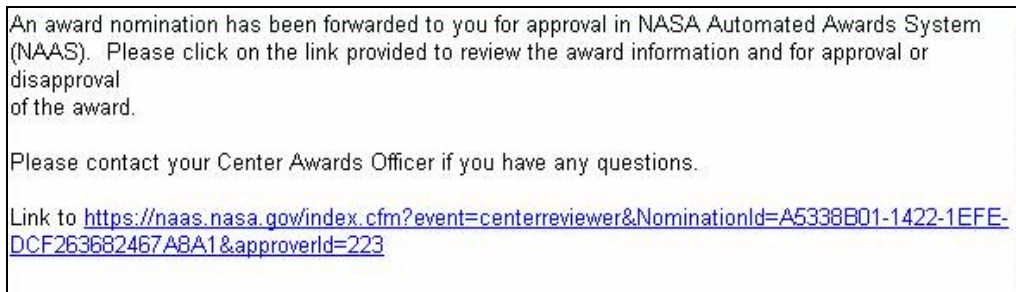 An award nomination has been forwarded to you for approval in NASA Automated Awards System
(NAAS).  Please click on the link provided to review the award information and for approval or
disapproval
of the award.
Please contact your Center Awards Officer if you have any questions.
Link to https://naas.nasa.gov/index.cfm?event=centerreviewer&NominationId=A5338B01-1422-1EFE-
DCF263682467A8A1&approverId=223